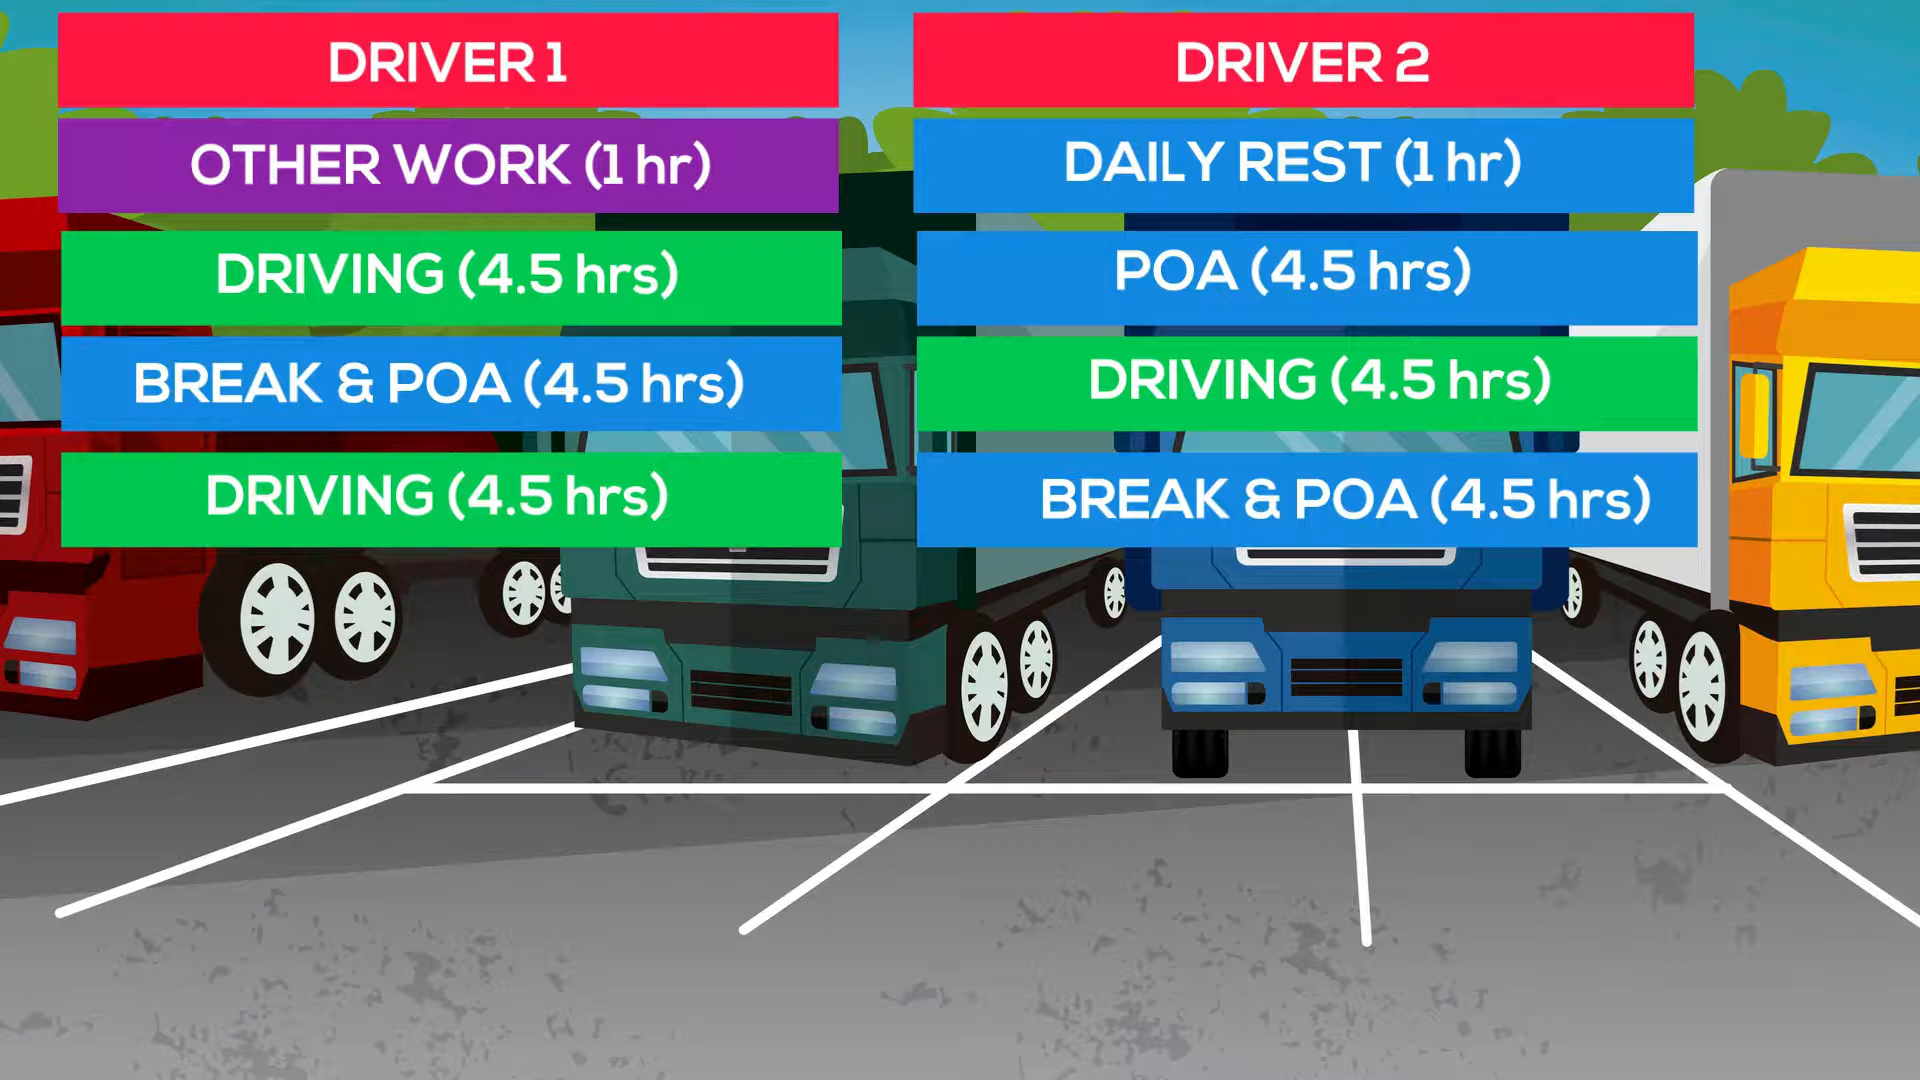 DRIVER 1
DRIVER 2
OTHER WORK (1 hr)
DAILY REST (1 hr)
DRIVING (4.5 hrs)
POA (4.5 hrs)
BREAK & POA (4.5 hrs)
DRIVING (4.5 hrs)
DRIVING (4.5 hrs)
BREAK & POA (4.5 hrs)